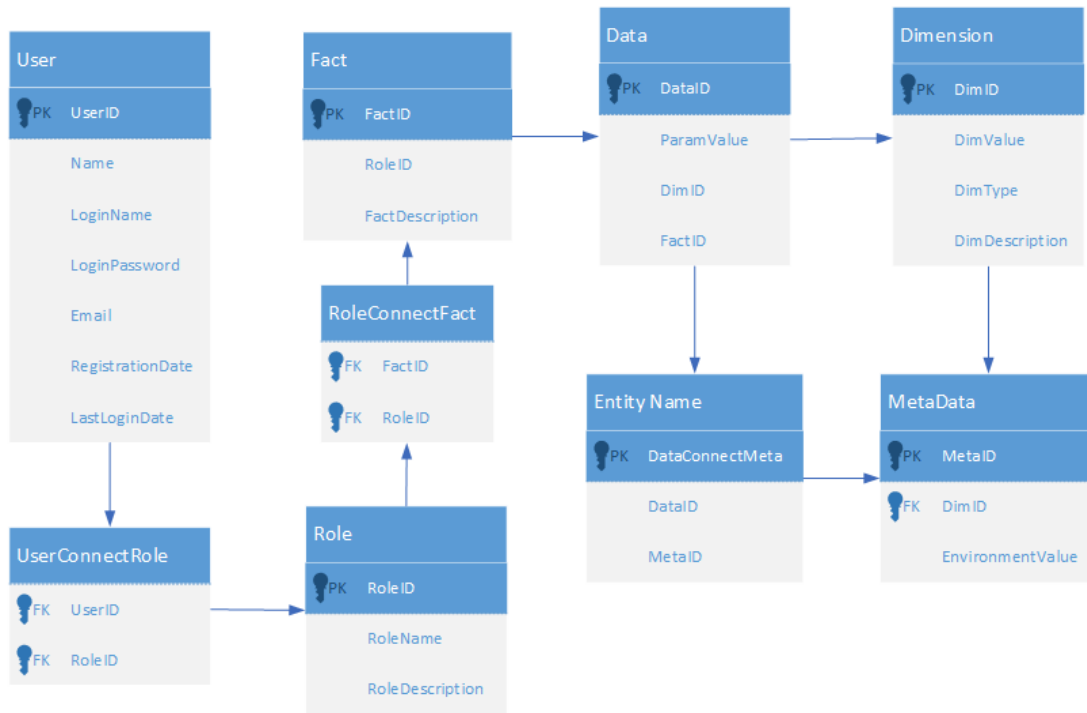 User
PK UserID
Name
LoginName
LoginPassword
Email
RegistrationDate
LastLoginDate
UserConnectRole
FK UserID
FK RoleID
Fact
PK FactID
RoleID
FactDescription
RoleConnectFact
FK FactID
FK RoleID
Role
PK RoleID
RoleName
RoleDescription
Data
PK DataID
ParamValue
DimID
FactID
Entity Name
PK DataConnectMeta
DataID
MetaID
Dimension
PK DimID
DimValue
DimType
DimDescription
MetaData
PK MetaID
FK DimID
EnvironmentValue